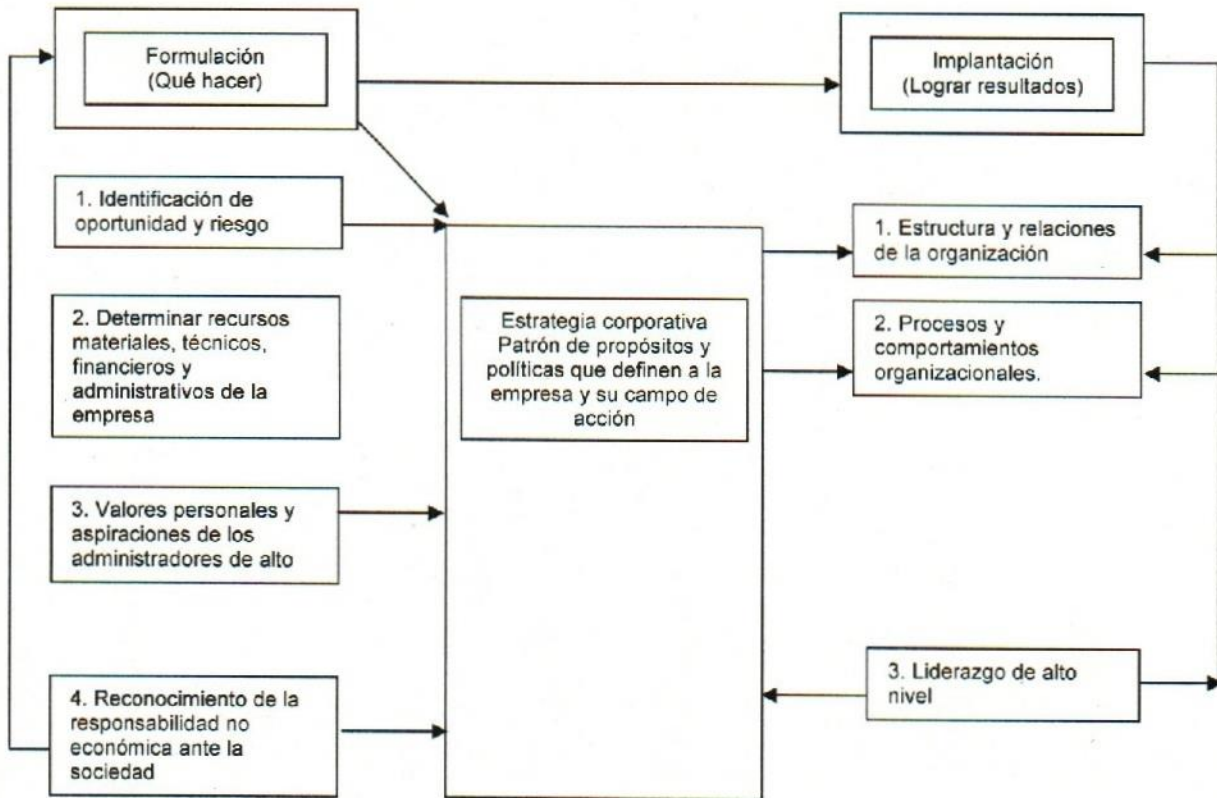 Formulación
(Qué hacer)
Implantación
(Lograr resultados)
1. Identificación de
oportunidad y riesgo
2. Determinar recursos
materiales, técnicos,
financieros y
administrativos de la
empresa
3. Valores personales y
aspiraciones de los
administradores de alto
4. Reconocimiento de la
responsabilidad no
económica ante la
sociedad
Estrategia corporativa
Patrón de propósitos y
políticas que definen a la
empresa y su campo de
acción
1. Estructura y relaciones
de la organización
2. Procesos y
comportamientos
organizacionales.
3. Liderazgo de alto
nivel